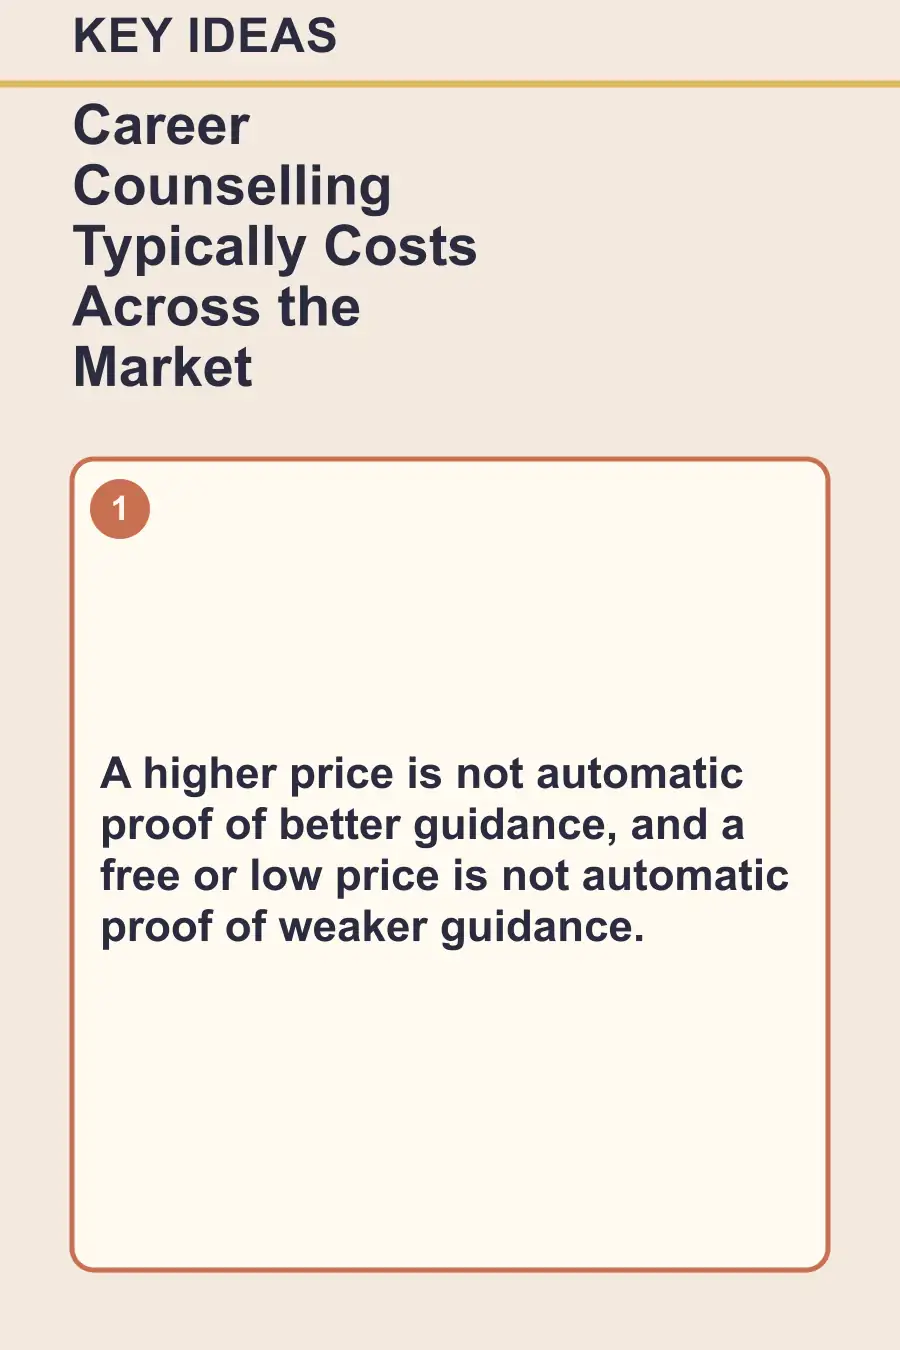 KEY IDEAS
Career
Counselling
Typically Costs
Across the
Market
1
A higher price is not automatic
proof of better guidance, and a
free or low price is not automatic
proof of weaker guidance.